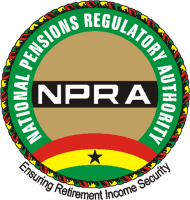 NATIONAL PENSIONS REGULATORY AUTHORITY
NPRA
Ensuring Retirement Income Security